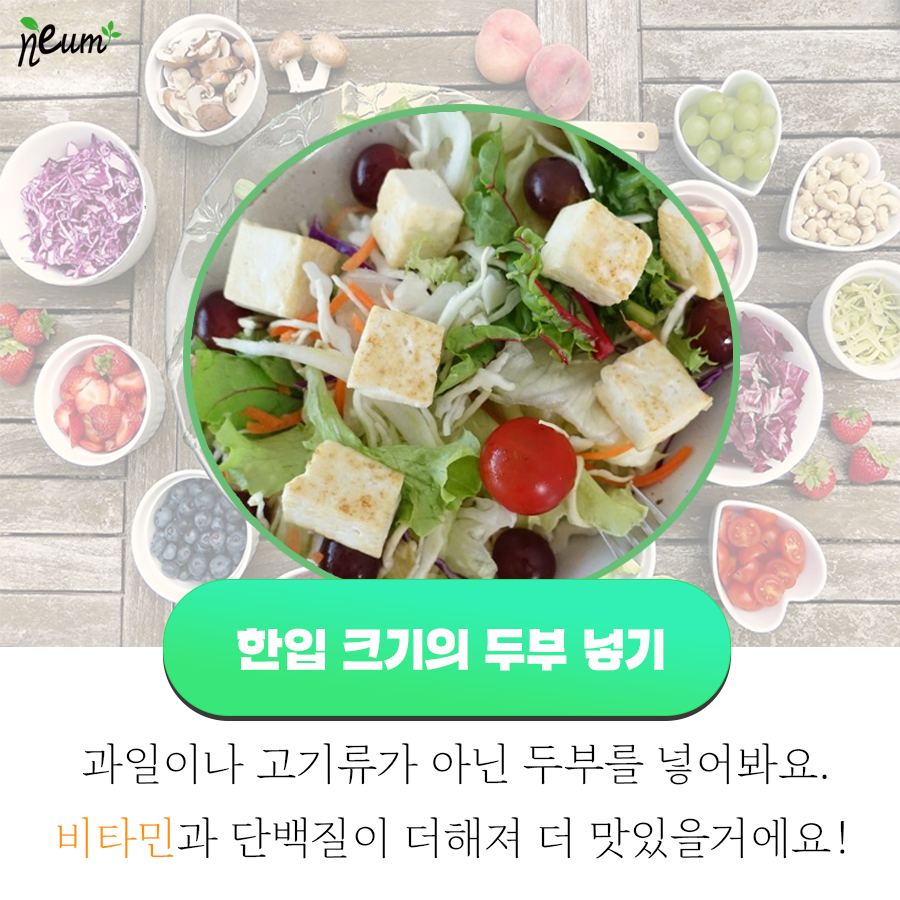 neum
한입 크기의 두부 넣기
과일이나 고기류가 아닌 두부를 넣어봐요.
비타민과 단백질이 더해져 더 맛있을거에요!